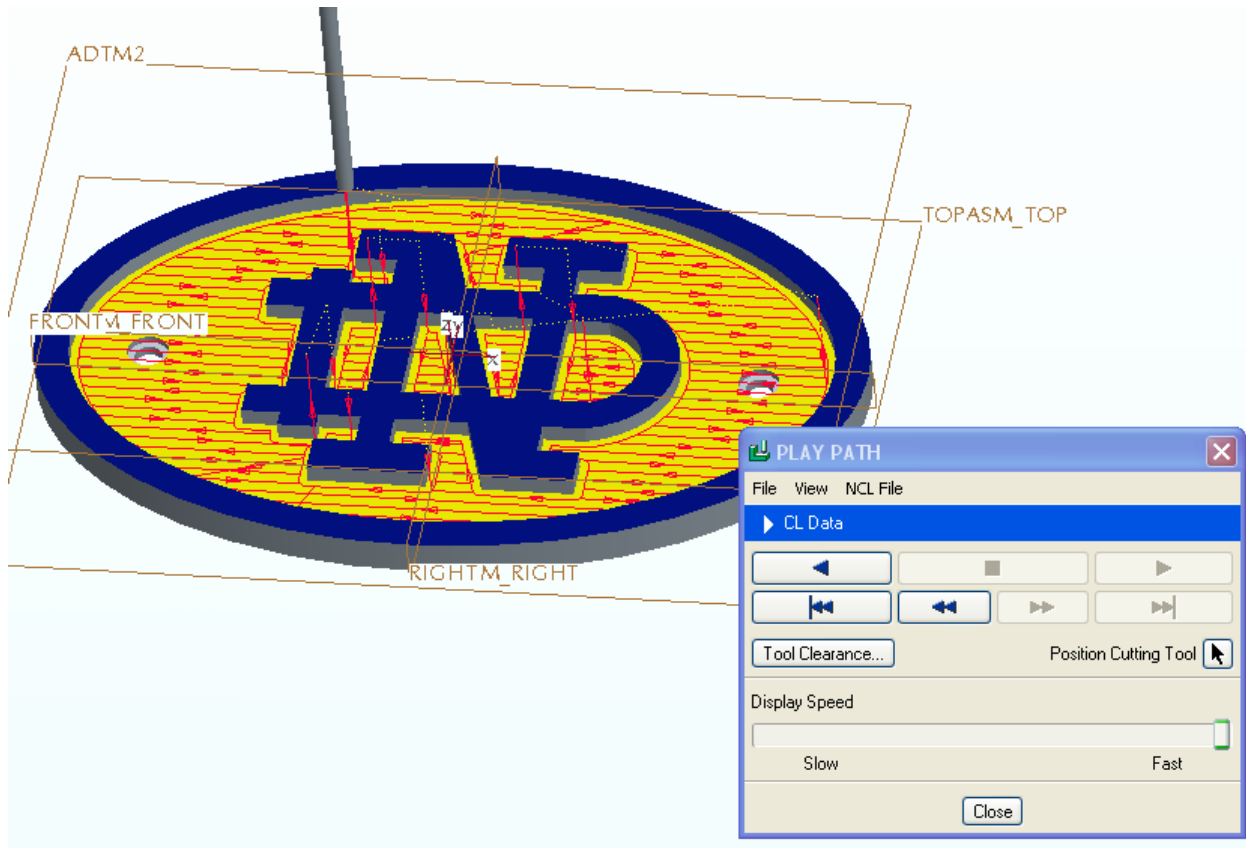 ADTM2
TOPASM_TOP
FRONTM_FRONT
ZY
X
RIGHTM_RIGHT
PLAY PATH
File View NCL File
CL Data
Tool Clearance... Position Cutting Tool
Display Speed
Slow Fast
Close